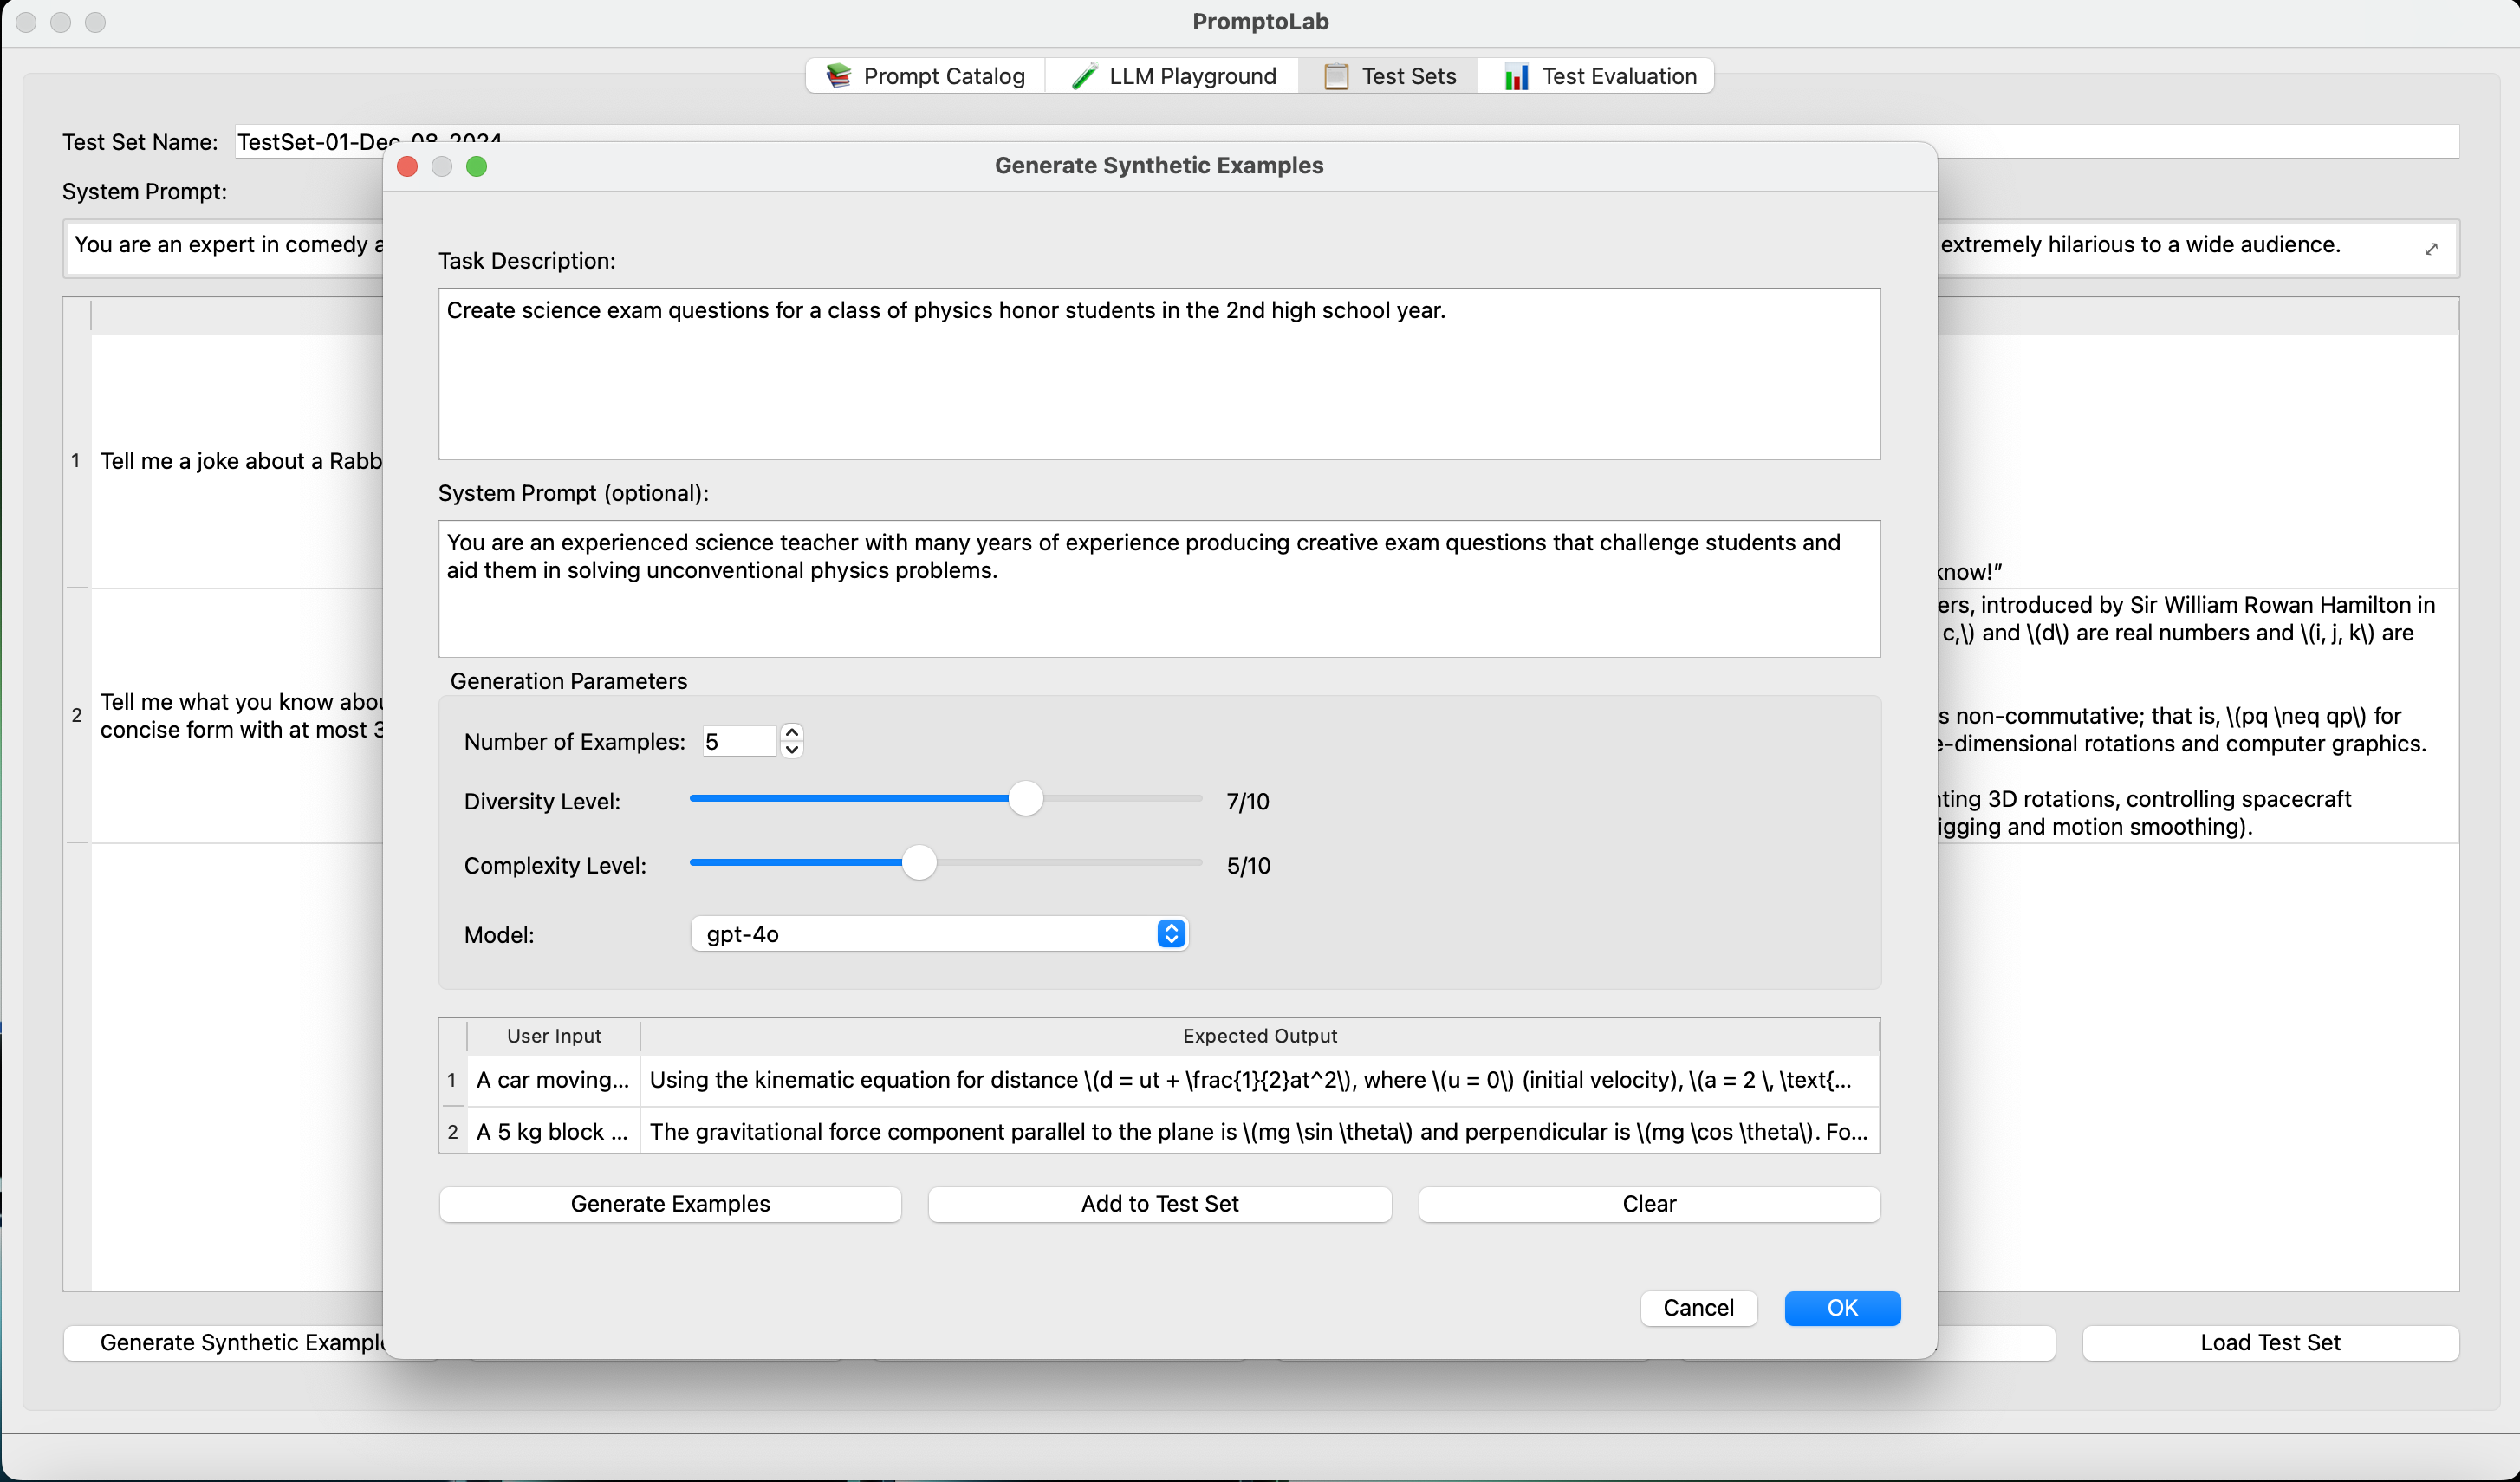 PromptoLab
Prompt Catalog
LLM Playground
Test Sets
Test Evaluation
Test Set Name:
TestSet-01-Dec-08-2024
System Prompt:
You are an expert in comedy
extremely hilarious to a wide audience.
1
Tell me a joke about a
know!”
2
Tell me what you know
concise form with at most 3
introduced by Sir William Rowan Hamilton in
c,\) and \(d\) are real numbers and \(i, j, k\) are
non-commutative; that is, \(pq \neq qp\) for
-dimensional rotations and computer graphics.
3D rotations, controlling spacecraft
and motion smoothing).
Generate Synthetic
Load Test Set
Generate Synthetic Examples
Task Description:
Create science exam questions for a class of physics honor students in the 2nd high school year.
System Prompt (optional):
You are an experienced science teacher with many years of experience producing creative exam questions that challenge students and
aid them in solving unconventional physics problems.
Generation Parameters
Number of Examples: 5
Diversity Level: 7/10
Complexity Level: 5/10
Model: gpt-4o
User Input Expected Output
1 A car moving... Using the kinematic equation for distance \(d = ut + \frac{1}{2}at^2\), where \(u = 0\) (initial velocity), \(a = 2 \, \text{...
2 A 5 kg block ... The gravitational force component parallel to the plane is \(mg \sin \theta\) and perpendicular is \(mg \cos \theta\). Fo...
Generate Examples
Add to Test Set
Clear
Cancel
OK